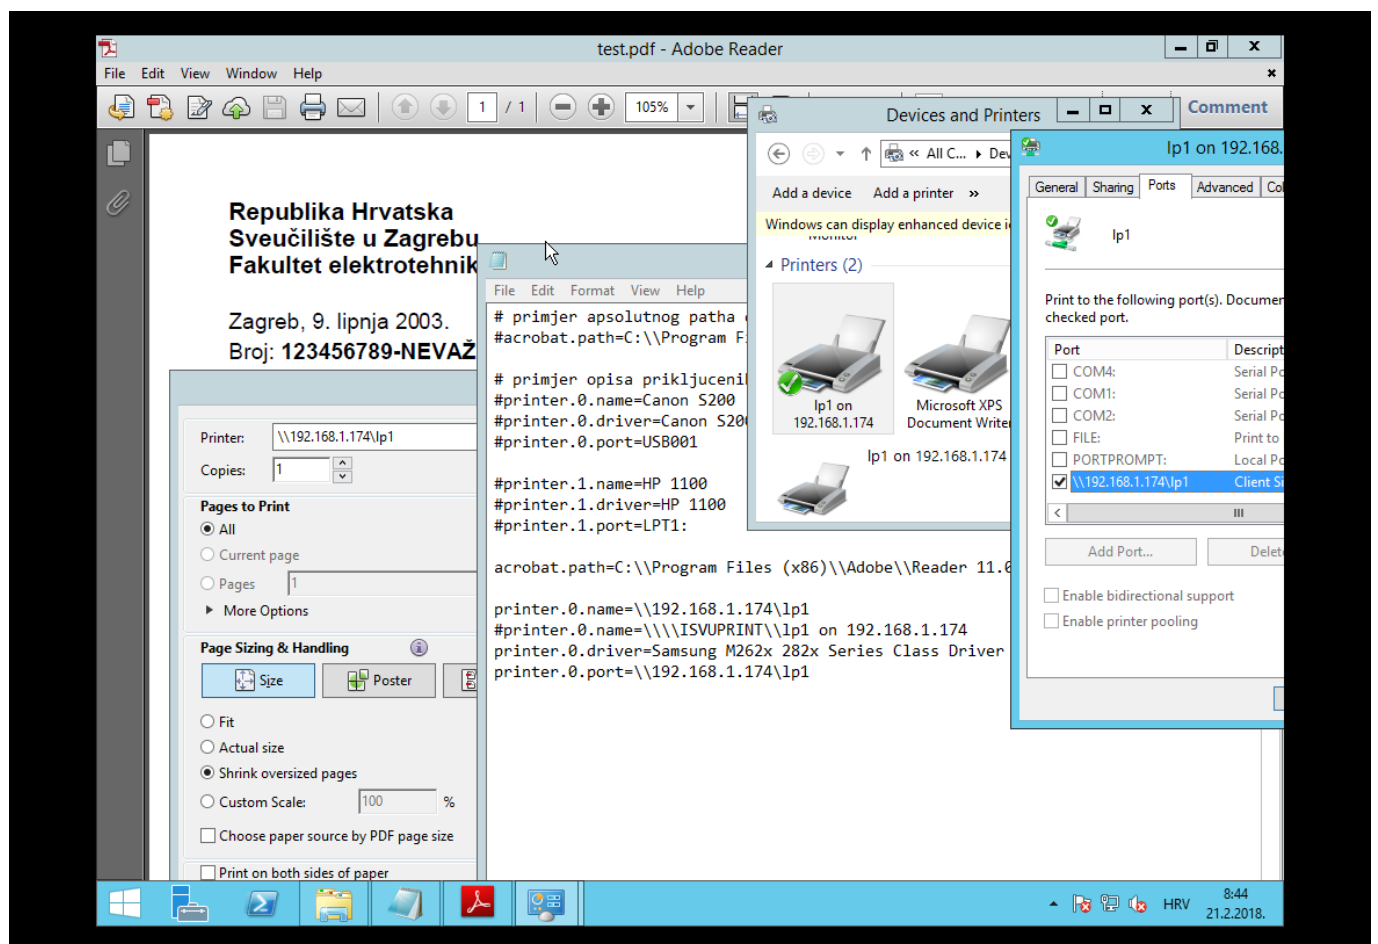 test.pdf - Adobe Reader
File Edit View Window Help
1 / 1 105% Comment
Republika Hrvatska
Sveučilište u Zagrebu
Fakultet elektrotehnik
Zagreb, 9. lipnja 2003.
Broj: 123456789-NEVAŽ
Printer: \\192.168.1.174\lp1
Copies: 1
Pages to Print
All
Current page
Pages 1
More Options
Page Sizing & Handling
Size Poster
Fit
Actual size
Shrink oversized pages
Custom Scale: 100 %
Choose paper source by PDF page size
Print on both sides of paper
File Edit Format View Help
# primjer apsolutnog patha
#acrobat.path=C:\\Program F
# primjer opisa prikljucenil
#printer.0.name=Canon S200
#printer.0.driver=Canon S200
#printer.0.port=USB001
#printer.1.name=HP 1100
#printer.1.driver=HP 1100
#printer.1.port=LPT1:
acrobat.path=C:\\Program Files (x86)\\Adobe\\Reader 11.0
printer.0.name=\\192.168.1.174\lp1
#printer.0.name=\\\\ISVUPRINT\\lp1 on 192.168.1.174
printer.0.driver=Samsung M262x 282x Series Class Driver
printer.0.port=\\192.168.1.174\lp1
Devices and Printers
« All C... Dev
Add a device Add a printer »
Windows can display enhanced device i
Monitor
Printers (2)
lp1 on
192.168.1.174
Microsoft XPS
Document Writer
lp1 on 192.168.1.174
lp1 on 192.168.
General Sharing Ports Advanced Col
lp1
Print to the following port(s). Documen
checked port.
Port Descript
COM4: Serial Po
COM1: Serial Po
COM2: Serial Po
FILE: Print to
PORTPROMPT: Local Po
\\192.168.1.174\lp1 Client Si
Add Port... Delet
Enable bidirectional support
Enable printer pooling
HRV
8:44
21.2.2018.